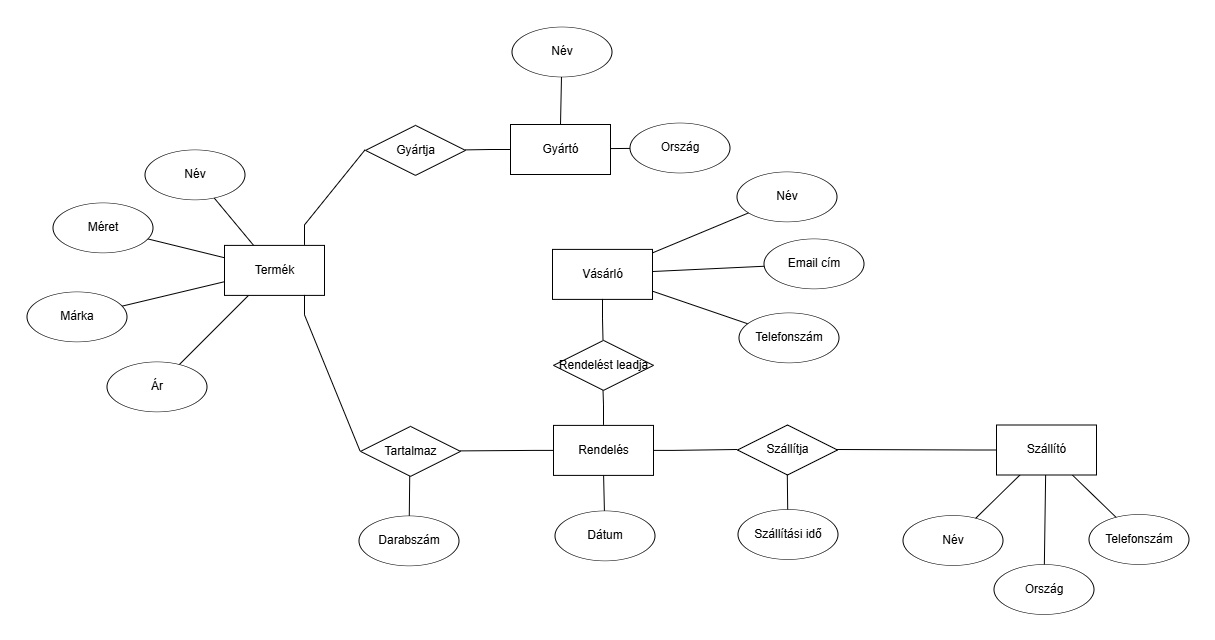 Név
Gyártja
Gyártó
Ország
Név
Méret
Termék
Márka
Ár
Név
Vásárló
Email cím
Telefonszám
Rendelést leadja
Tartalmaz
Rendelés
Szállítja
Szállító
Darabszám
Dátum
Szállítási idő
Név
Telefonszám
Ország